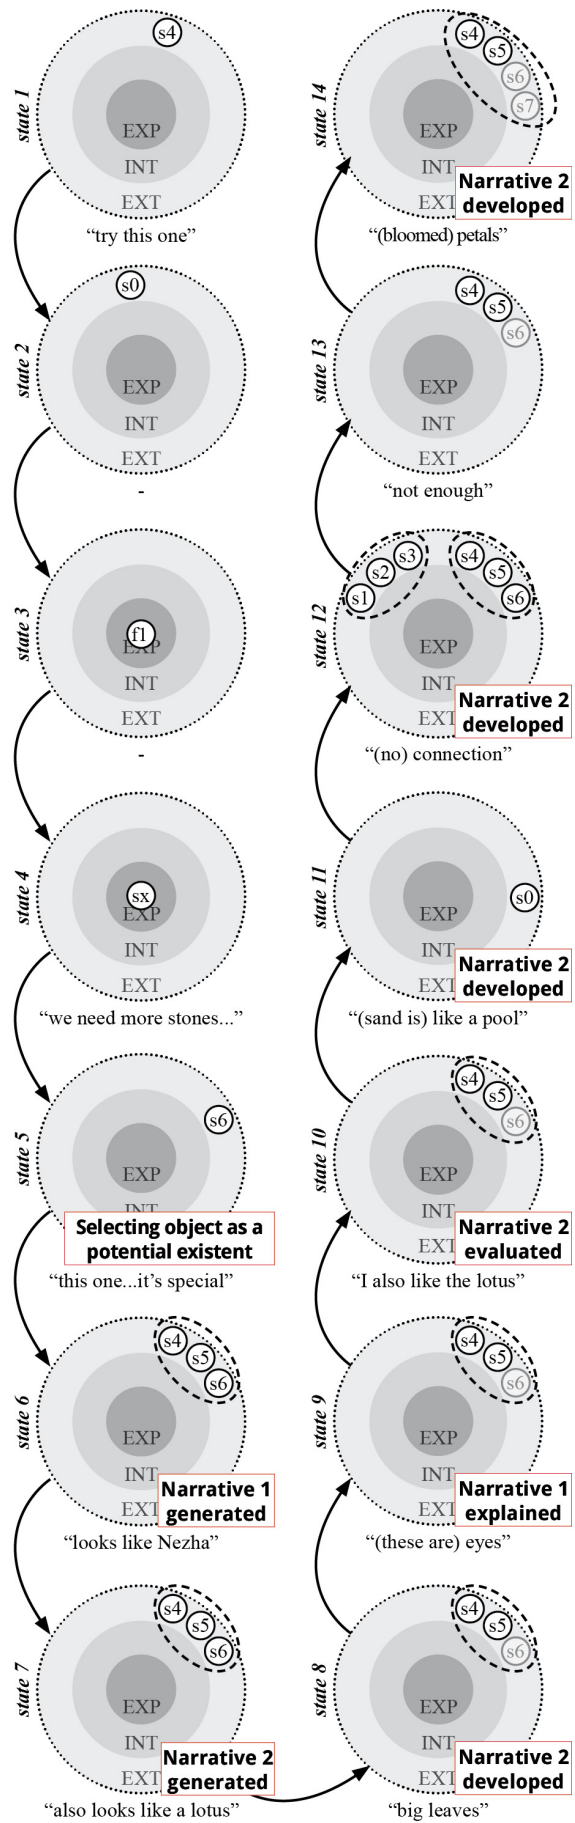 state 1
s4
EXP
INT
EXT
“try this one”
state 2
s0
EXP
INT
EXT
-
state 3
f1
EXP
INT
EXT
-
state 4
sx
EXP
INT
EXT
“we need more stones...”
state 5
s6
EXP
INT
Selecting object as a
potential existent
“this one...it’s special”
state 6
s4
s5
s6
EXP
INT
EXT
Narrative 1
generated
“looks like Nezha”
state 7
s4
s5
s6
EXP
INT
EXT
Narrative 2
generated
“also looks like a lotus”
state 8
s4
s5
s6
EXP
INT
EXT
Narrative 2
developed
“big leaves”
state 9
s4
s5
s6
EXP
INT
EXT
Narrative 1
explained
“(these are) eyes”
state 10
s4
s5
s6
EXP
INT
EXT
Narrative 2
evaluated
“I also like the lotus”
state 11
s0
EXP
INT
EXT
Narrative 2
developed
“(sand is) like a pool”
state 12
s1
s2
s3
s4
s5
s6
EXP
INT
EXT
Narrative 2
developed
“(no) connection”
state 13
s4
s5
s6
EXP
INT
EXT
“not enough”
state 14
s4
s5
s6
s7
EXP
INT
EXT
Narrative 2
developed
“(bloomed) petals”